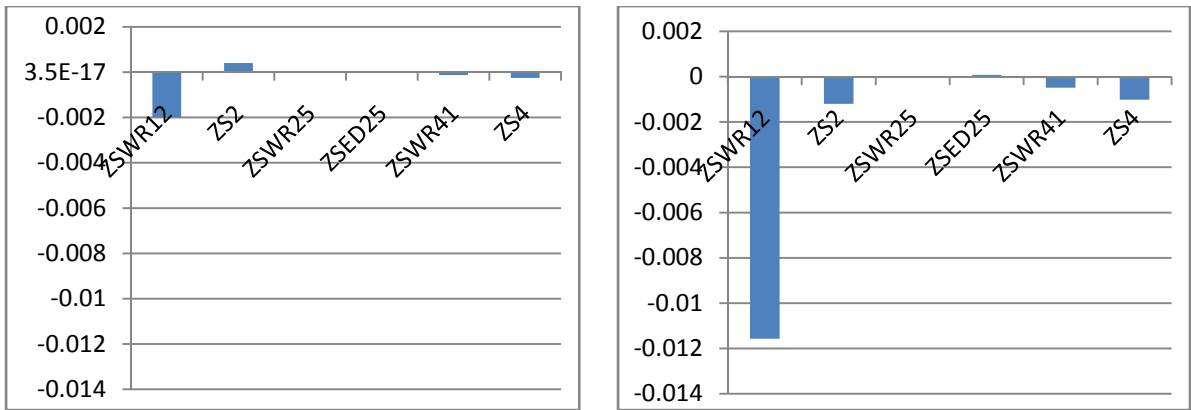 0.002
3.5E-17
-0.002
-0.004
-0.006
-0.008
-0.01
-0.012
-0.014
ZSWR12
ZS2
ZSWR25
ZSED25
ZSWR41
ZS4
0.002
0
-0.002
-0.004
-0.006
-0.008
-0.01
-0.012
-0.014
ZSWR12
ZS2
ZSWR25
ZSED25
ZSWR41
ZS4